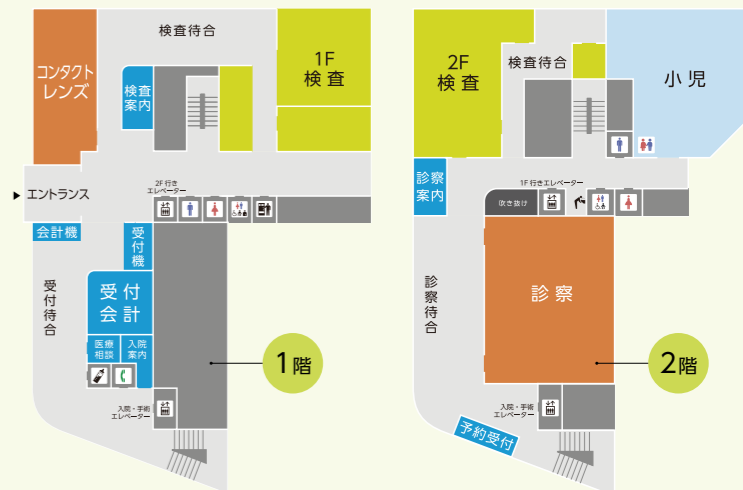 検査待合
コンタクト
レンズ
検査
案内
1F
検査
エントランス
2F行き
エレベーター
会計機
受付機
受付待合
受付
会計
医療
相談
入院
案内
1階
入院・手術
エレベーター
2F
検査
検査待合
小児
診察
案内
1F行きエレベーター
吹き抜け
診察待合
診察
2階
入院・手術
エレベーター
予約受付